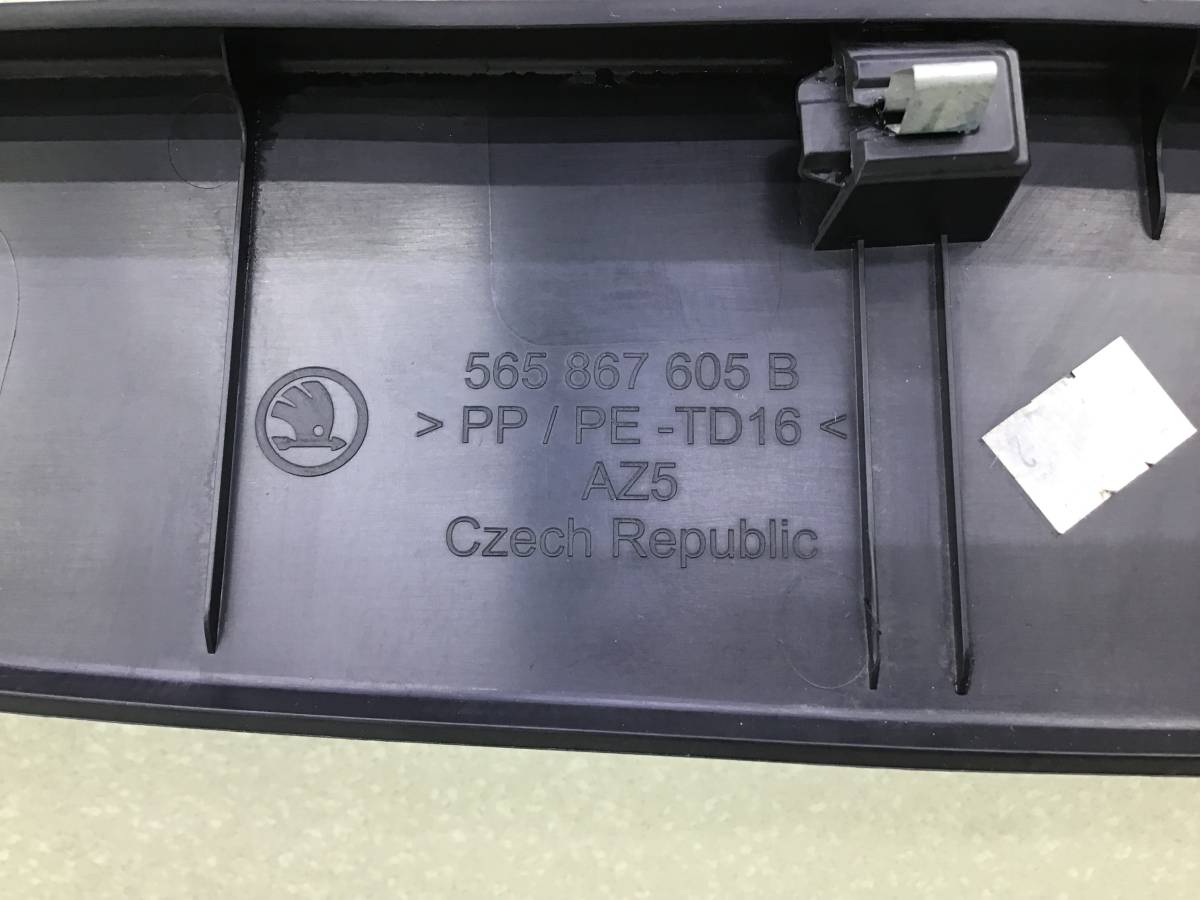 565 867 605 B
> PP / PE -TD16 <
AZ5
Czech Republic